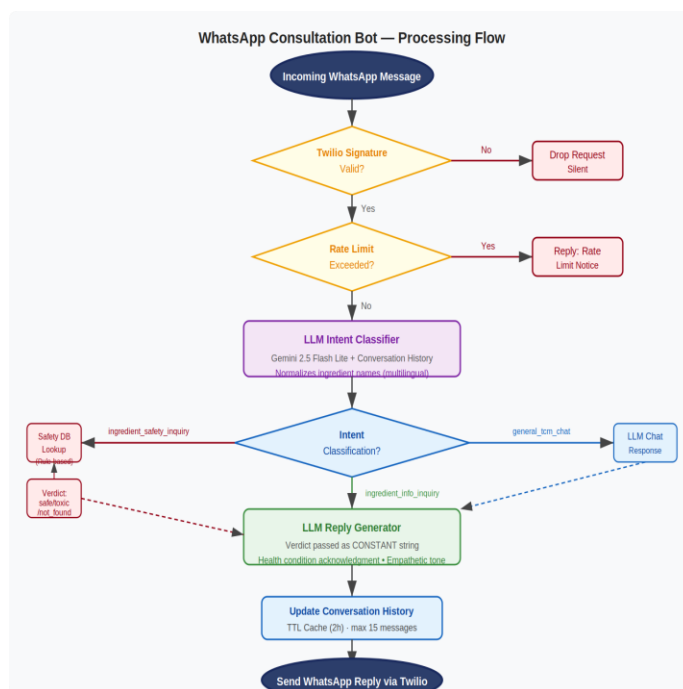 WhatsApp Consultation Bot — Processing Flow
Incoming WhatsApp Message
Twilio Signature
Valid?
No
Drop Request
Silent
Yes
Rate Limit
Exceeded?
Yes
Reply: Rate
Limit Notice
No
LLM Intent Classifier
Gemini 2.5 Flash Lite + Conversation History
Normalizes ingredient names (multilingual)
Intent
Classification?
ingredient_safety_inquiry
general_tcm_chat
Safety DB
Lookup
(Rule-based)
LLM Chat
Response
Verdict:
safe/toxic
/not_found
ingredient_info_inquiry
LLM Reply Generator
Verdict passed as CONSTANT string
Health condition acknowledgment • Empathetic tone
Update Conversation History
TTL Cache (2h) · max 15 messages
Send WhatsApp Reply via Twilio